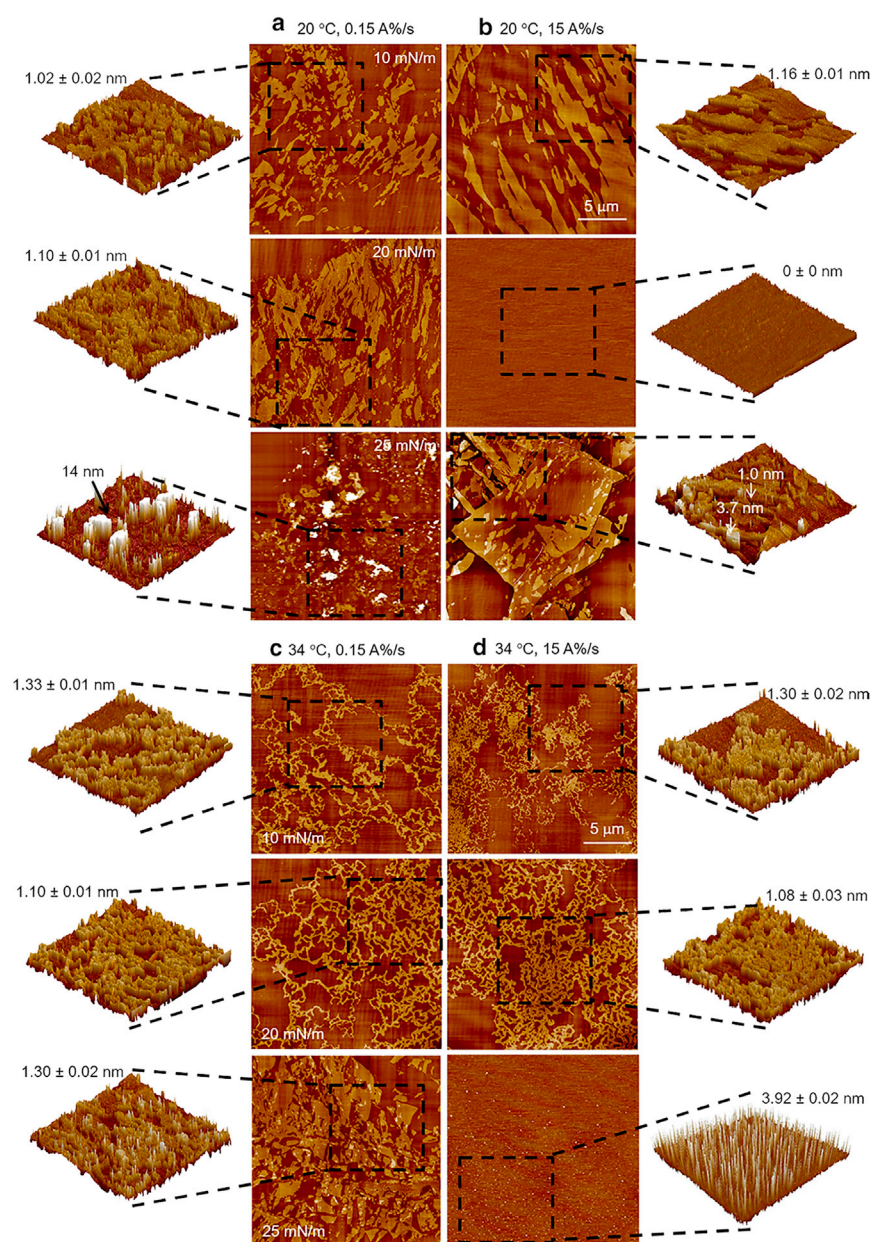 a
20 °C, 0.15 A%/s
b
20 °C, 15 A%/s
1.02 ± 0.02 nm
10 mN/m
1.16 ± 0.01 nm
5 µm
1.10 ± 0.01 nm
20 mN/m
0 ± 0 nm
14 nm
25 mN/m
1.0 nm
3.7 nm
c
34 °C, 0.15 A%/s
d
34 °C, 15 A%/s
1.33 ± 0.01 nm
10 mN/m
1.30 ± 0.02 nm
5 µm
1.10 ± 0.01 nm
20 mN/m
1.08 ± 0.03 nm
1.30 ± 0.02 nm
25 mN/m
3.92 ± 0.02 nm